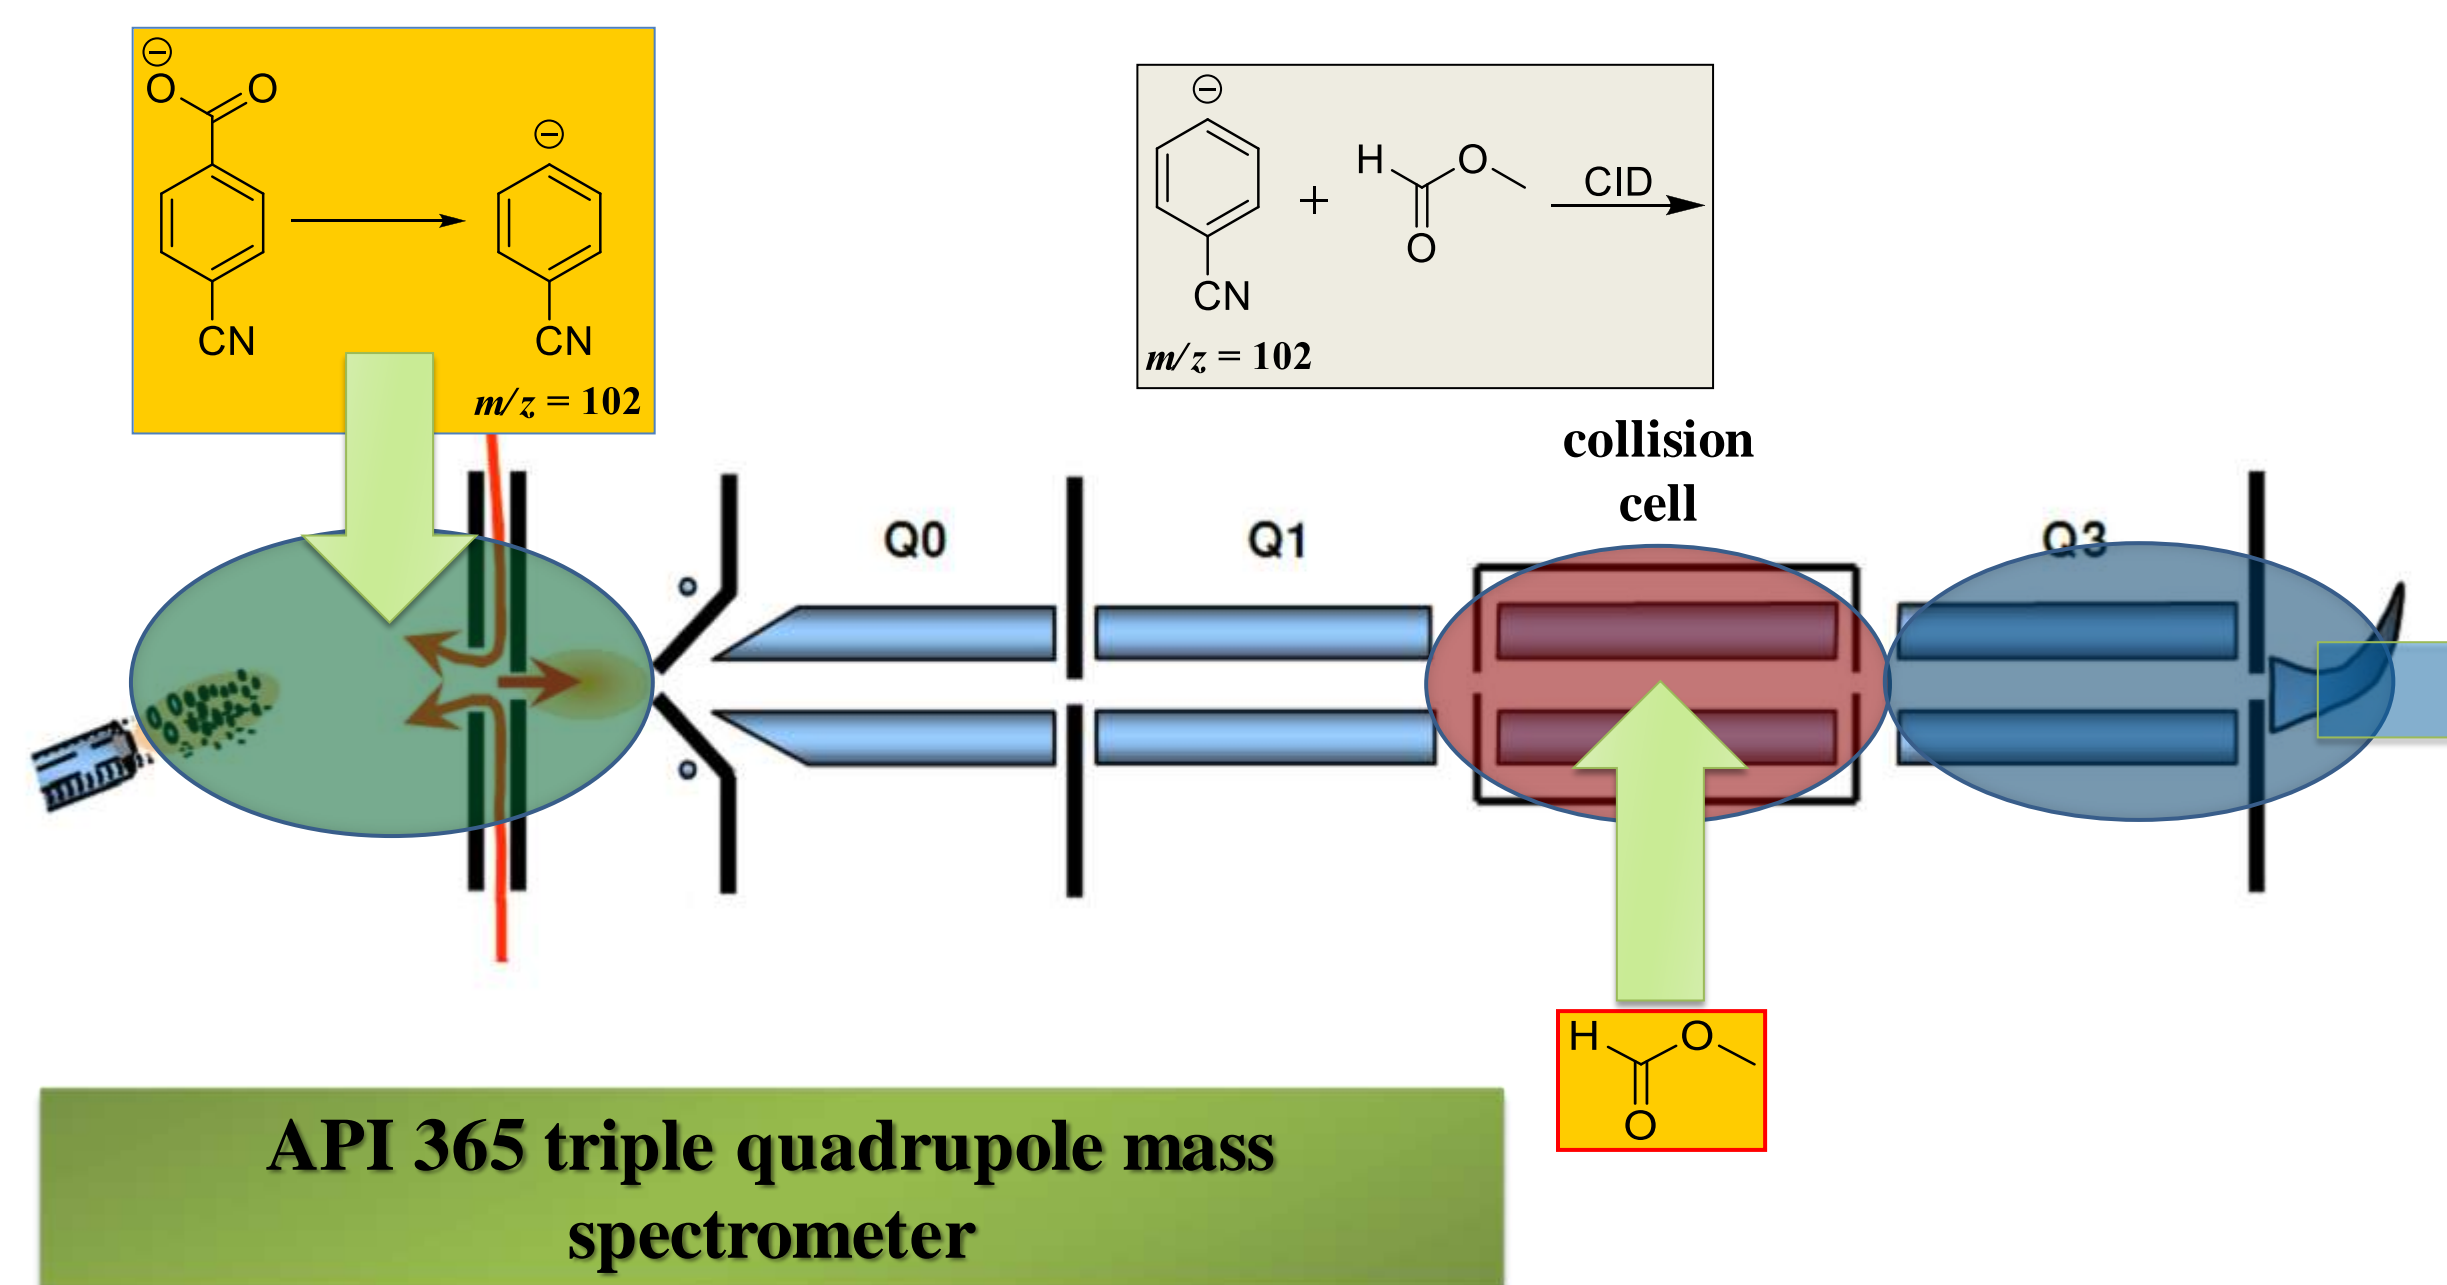 ⊖
O O
CN
⊖
CN
m/z = 102
⊖
CN
m/z = 102
+
H O
O
CID
collision
cell
Q0
Q1
Q3
H O
O
API 365 triple quadrupole mass
spectrometer